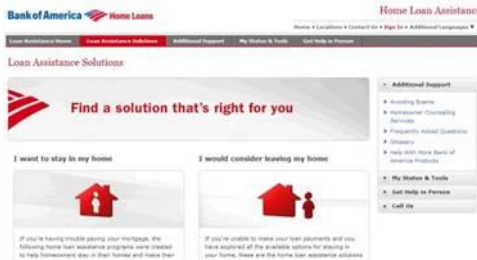 Bank of America Home Loans
Home Loan Assistance
Home • Locations • Contact Us • Sign In • Additional Languages
Loan Assistance Home Loan Assistance Solutions Additional Support My Status & Tools Get Help in Person
Loan Assistance Solutions
Find a solution that's right for you
I want to stay in my home
If you're having trouble paying your mortgage, the
following home loan assistance programs were created
to help homeowners stay in their homes and make their
I would consider leaving my home
If you're unable to make your loan payments and you
have explored all the available options for staying in
your home, these are the home loan assistance solutions
Additional Support
Avoiding Scams
Homeowner Counseling
Services
Frequently Asked Questions
Glossary
Help With More Bank of
America Products
My Status & Tools
Get Help in Person
Call Us